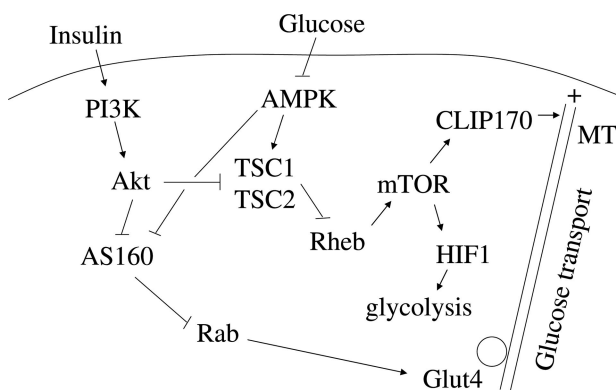 Insulin
Glucose
PI3K
AMPK
+
CLIP170
MT
Akt
TSC1
TSC2
mTOR
Rheb
AS160
HIF1
glycolysis
Glucose transport
Rab
Glut4